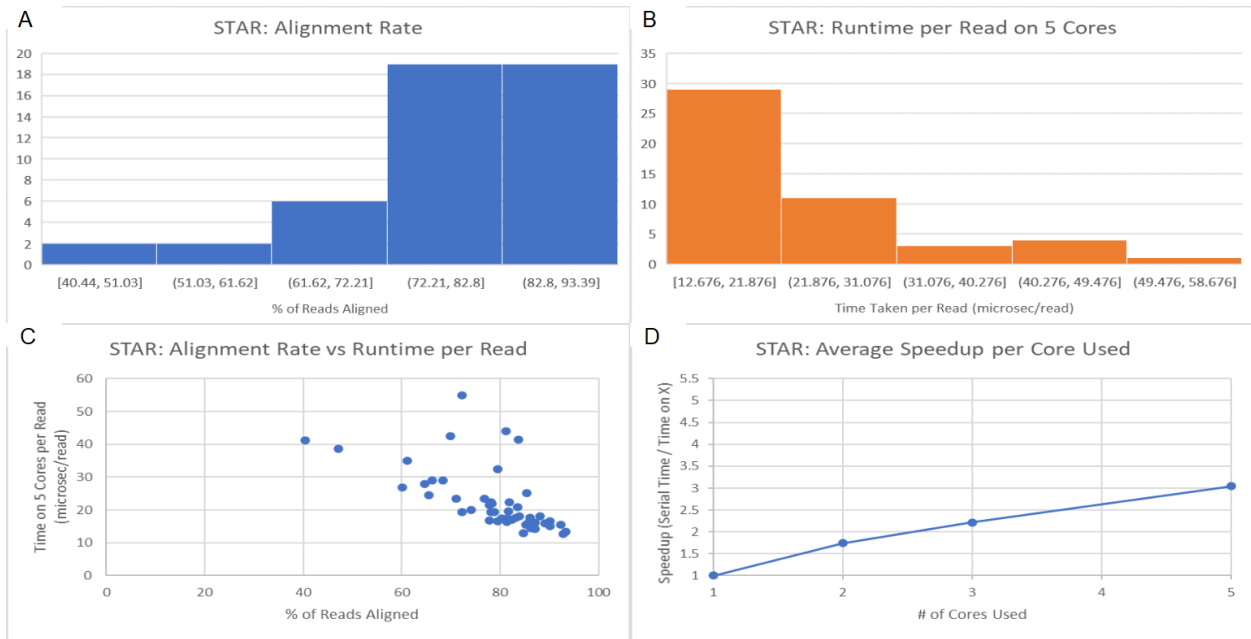 A
STAR: Alignment Rate
20
18
16
14
12
10
8
6
4
2
0
[40.44, 51.03] (51.03, 61.62] (61.62, 72.21] (72.21, 82.8] (82.8, 93.39]
% of Reads Aligned
B
STAR: Runtime per Read on 5 Cores
35
30
25
20
15
10
5
0
[12.676, 21.876] (21.876, 31.076] (31.076, 40.276] (40.276, 49.476] (49.476, 58.676]
Time Taken per Read (microsec/read)
C
STAR: Alignment Rate vs Runtime per Read
Time on 5 Cores per Read
(microsec/read)
60
50
40
30
20
10
0
0 20 40 60 80 100
% of Reads Aligned
D
STAR: Average Speedup per Core Used
Speedup (Serial Time / Time on X)
5.5
5
4.5
4
3.5
3
2.5
2
1.5
1
1 2 3 4 5
# of Cores Used